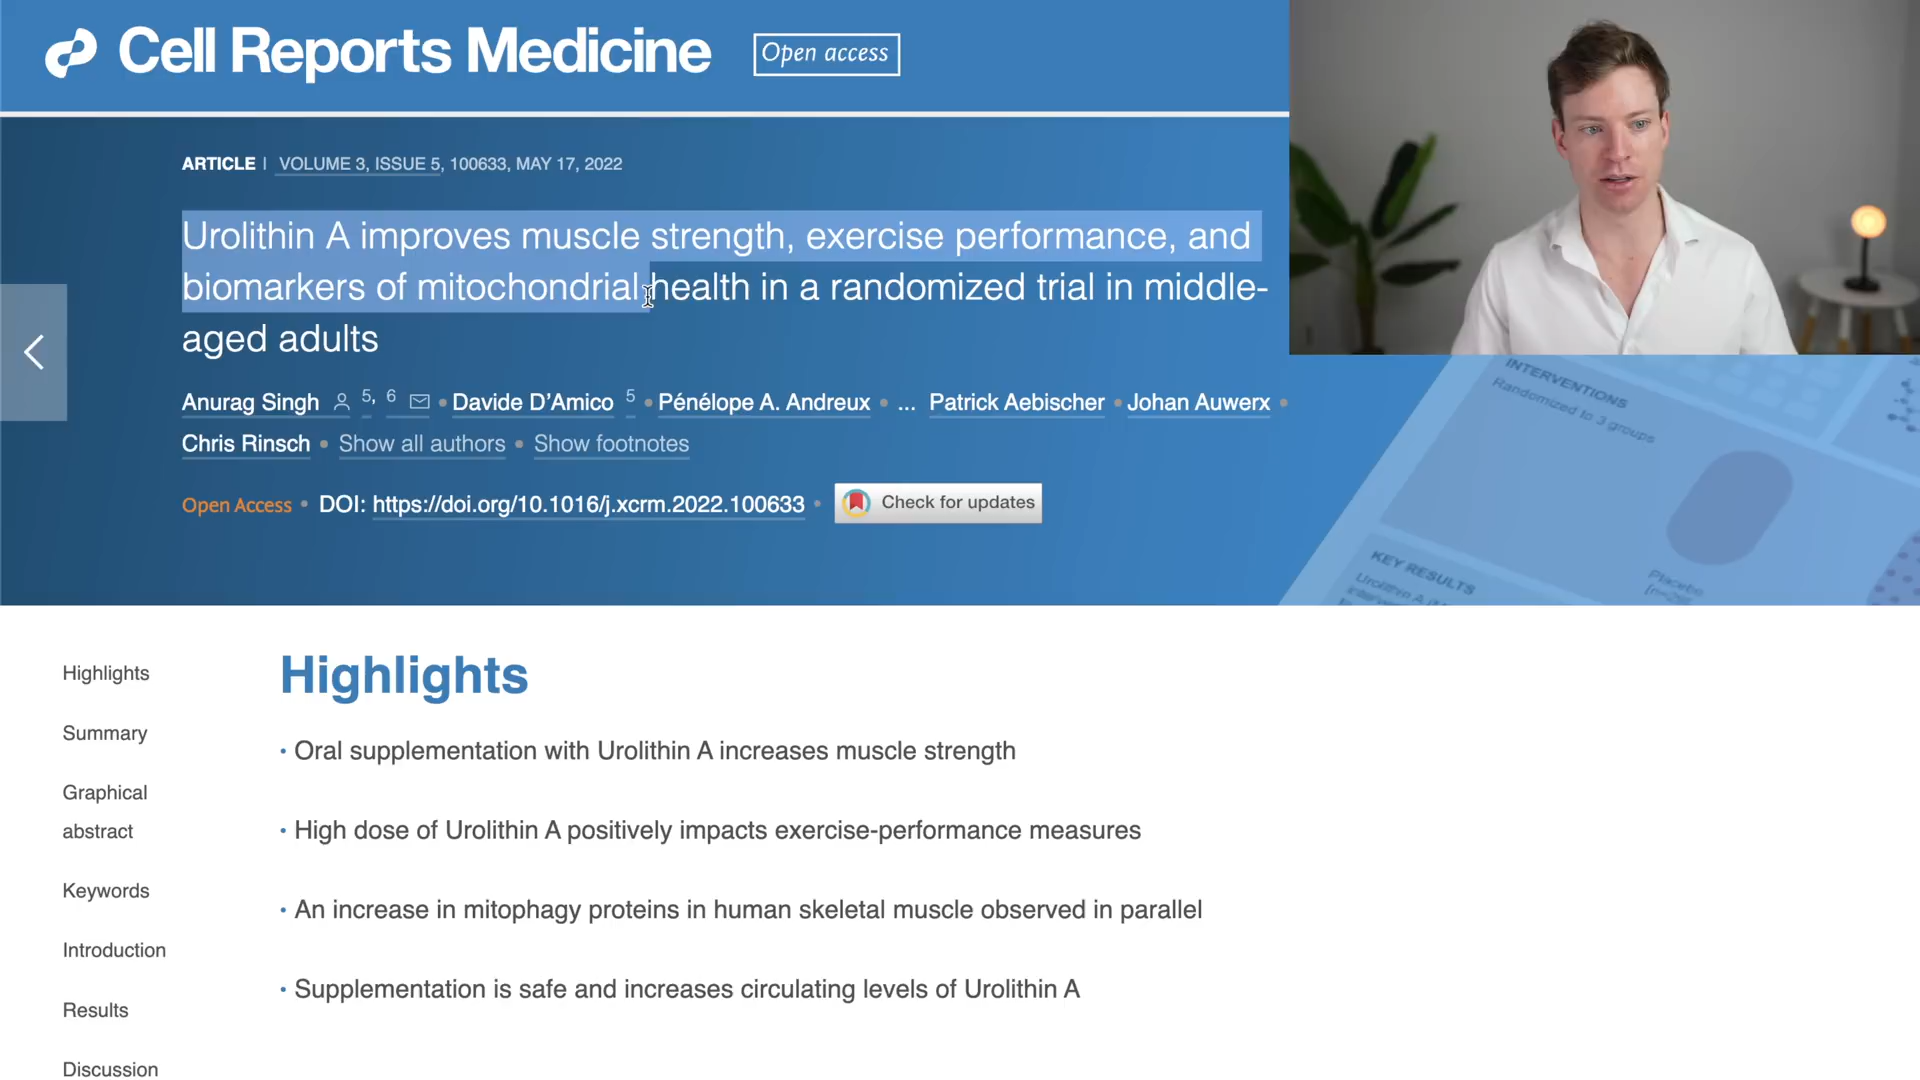 Cell Reports Medicine
Open access
ARTICLE | VOLUME 3, ISSUE 5, 100633, MAY 17, 2022
Urolithin A improves muscle strength, exercise performance, and
biomarkers of mitochondrial health in a randomized trial in middle-
aged adults
Anurag Singh 5, 6 • Davide D’Amico 5 • Pénélope A. Andreux • ... Patrick Aebischer • Johan Auwerx •
Chris Rinsch • Show all authors • Show footnotes
Open Access • DOI: https://doi.org/10.1016/j.xcrm.2022.100633 •
Check for updates
INTERVENTIONS
Randomized to 3 groups
KEY RESULTS
Urolithin A
Placebo
Highlights
Summary
Graphical
abstract
Keywords
Introduction
Results
Discussion
Highlights
• Oral supplementation with Urolithin A increases muscle strength
• High dose of Urolithin A positively impacts exercise-performance measures
• An increase in mitophagy proteins in human skeletal muscle observed in parallel
• Supplementation is safe and increases circulating levels of Urolithin A